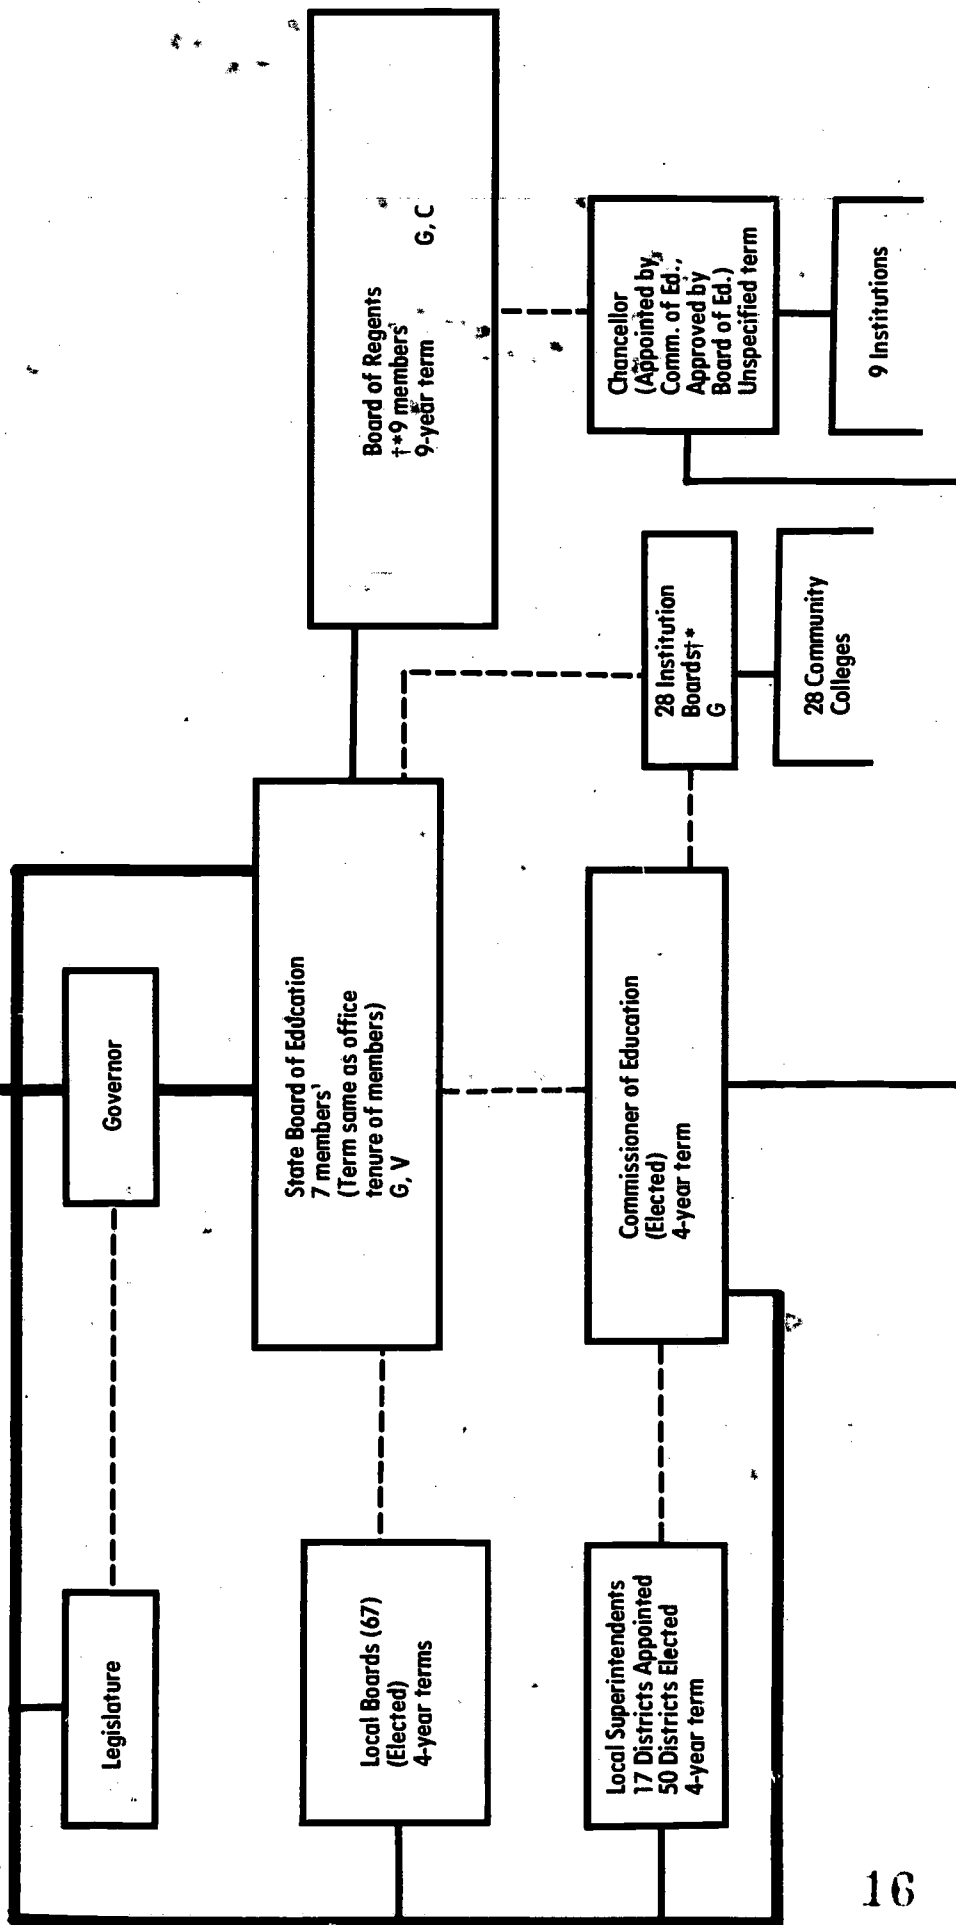 Legislature
Governor
Local Boards (67)
(Elected)
4-year terms
State Board of Education
7 members¹
(Term same as office
tenure of members)
G, V
Board of Regents
†*9 members¹
9-year term G, C
Local Superintendents
17 Districts Appointed
50 Districts Elected
4-year term
Commissioner of Education
(Elected)
4-year term
28 Institution
Boards†*
G
Chancellor
(Appointed by
Comm. of Ed.,
Approved by
Board of Ed.)
Unspecified term
28 Community
Colleges
9 Institutions
16